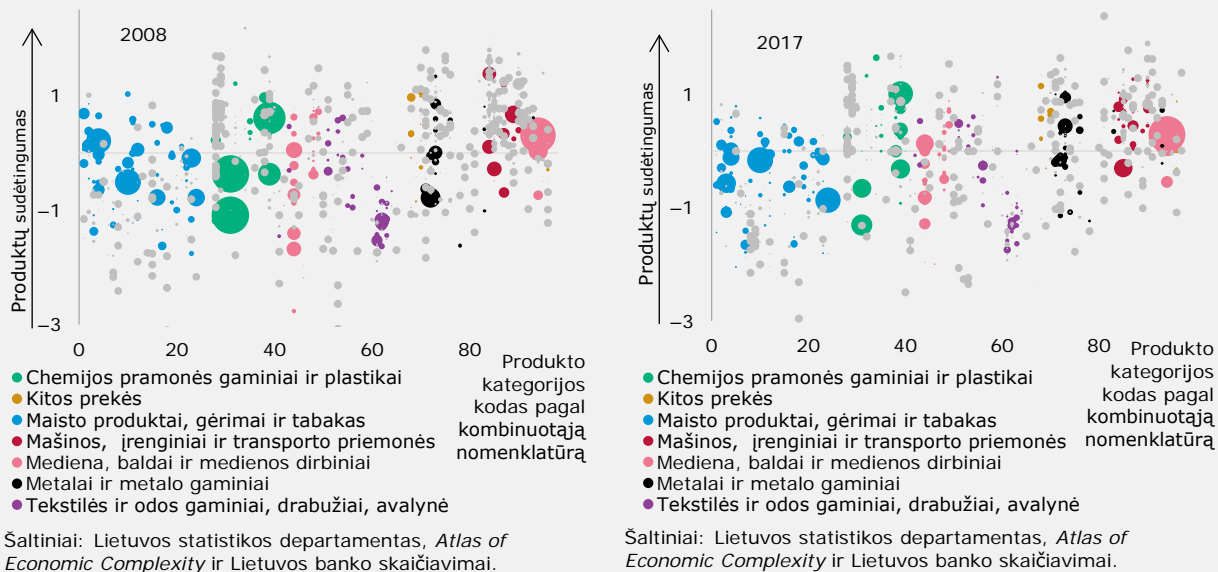 2008
Produktų sudėtingumas
1
−1
−3
0
20
40
60
80
Produkto
kategorijos
kodas pagal
kombinuotąją
nomenklatūrą
Chemijos pramonės gaminiai ir plastikai
Kitos prekės
Maisto produktai, gėrimai ir tabakas
Mašinos, įrenginiai ir transporto priemonės
Mediena, baldai ir medienos dirbiniai
Metalai ir metalo gaminiai
Tekstilės ir odos gaminiai, drabužiai, avalynė
Šaltiniai: Lietuvos statistikos departamentas, Atlas of
Economic Complexity ir Lietuvos banko skaičiavimai.
2017
Produktų sudėtingumas
1
−1
−3
0
20
40
60
80
Produkto
kategorijos
kodas pagal
kombinuotąją
nomenklatūrą
Chemijos pramonės gaminiai ir plastikai
Kitos prekės
Maisto produktai, gėrimai ir tabakas
Mašinos, įrenginiai ir transporto priemonės
Mediena, baldai ir medienos dirbiniai
Metalai ir metalo gaminiai
Tekstilės ir odos gaminiai, drabužiai, avalynė
Šaltiniai: Lietuvos statistikos departamentas, Atlas of
Economic Complexity ir Lietuvos banko skaičiavimai.